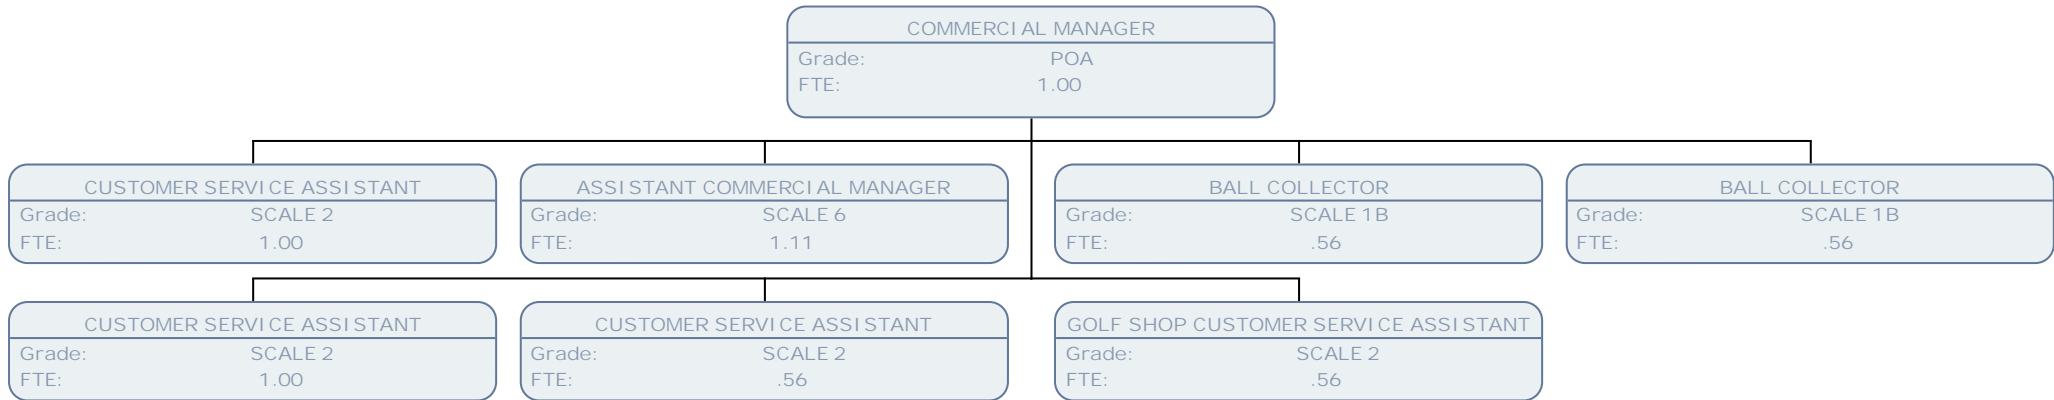 COMMERCIAL MANAGER
Grade: POA
FTE: 1.00
CUSTOMER SERVICE ASSISTANT
Grade: SCALE 2
FTE: 1.00
ASSISTANT COMMERCIAL MANAGER
Grade: SCALE 6
FTE: 1.11
BALL COLLECTOR
Grade: SCALE 1B
FTE: .56
BALL COLLECTOR
Grade: SCALE 1B
FTE: .56
CUSTOMER SERVICE ASSISTANT
Grade: SCALE 2
FTE: 1.00
CUSTOMER SERVICE ASSISTANT
Grade: SCALE 2
FTE: .56
GOLF SHOP CUSTOMER SERVICE ASSISTANT
Grade: SCALE 2
FTE: .56